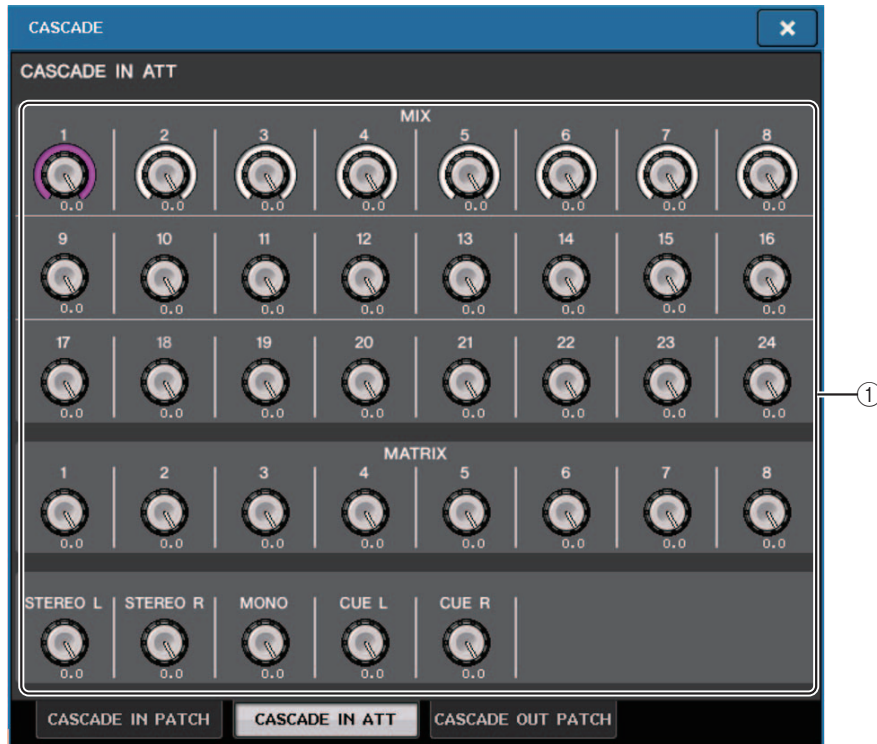 CASCADE
CASCADE IN ATT
MIX
1 2 3 4 5 6 7 8
0.0 0.0 0.0 0.0 0.0 0.0 0.0 0.0
9 10 11 12 13 14 15 16
0.0 0.0 0.0 0.0 0.0 0.0 0.0 0.0
17 18 19 20 21 22 23 24
0.0 0.0 0.0 0.0 0.0 0.0 0.0 0.0
①
MATRIX
1 2 3 4 5 6 7 8
0.0 0.0 0.0 0.0 0.0 0.0 0.0 0.0
STEREO L STEREO R MONO CUE L CUE R
0.0 0.0 0.0 0.0 0.0
CASCADE IN PATCH CASCADE IN ATT CASCADE OUT PATCH